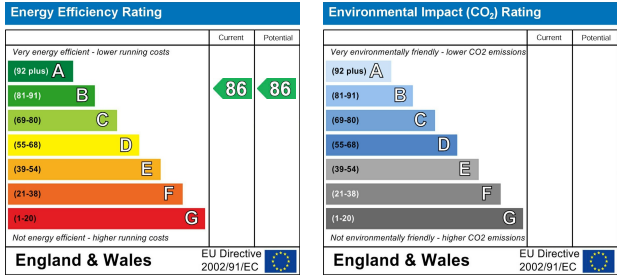 Energy Efficiency Rating
Current Potential
Very energy efficient - lower running costs
(92 plus) A
(81-91) B
86 86
(69-80) C
(55-68) D
(39-54) E
(21-38) F
(1-20) G
Not energy efficient - higher running costs
England & Wales
EU Directive
2002/91/EC
Environmental Impact (CO2) Rating
Current Potential
Very environmentally friendly - lower CO2 emissions
(92 plus) A
(81-91) B
(69-80) C
(55-68) D
(39-54) E
(21-38) F
(1-20) G
Not environmentally friendly - higher CO2 emissions
England & Wales
EU Directive
2002/91/EC